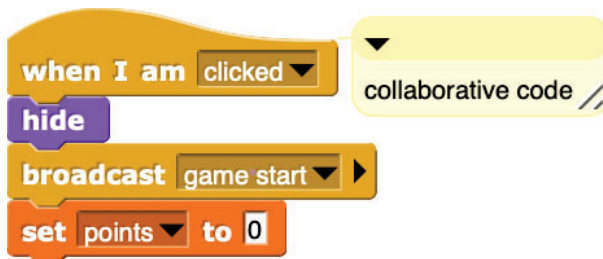 when I am clicked
collaborative code
hide
broadcast game start
set points to 0